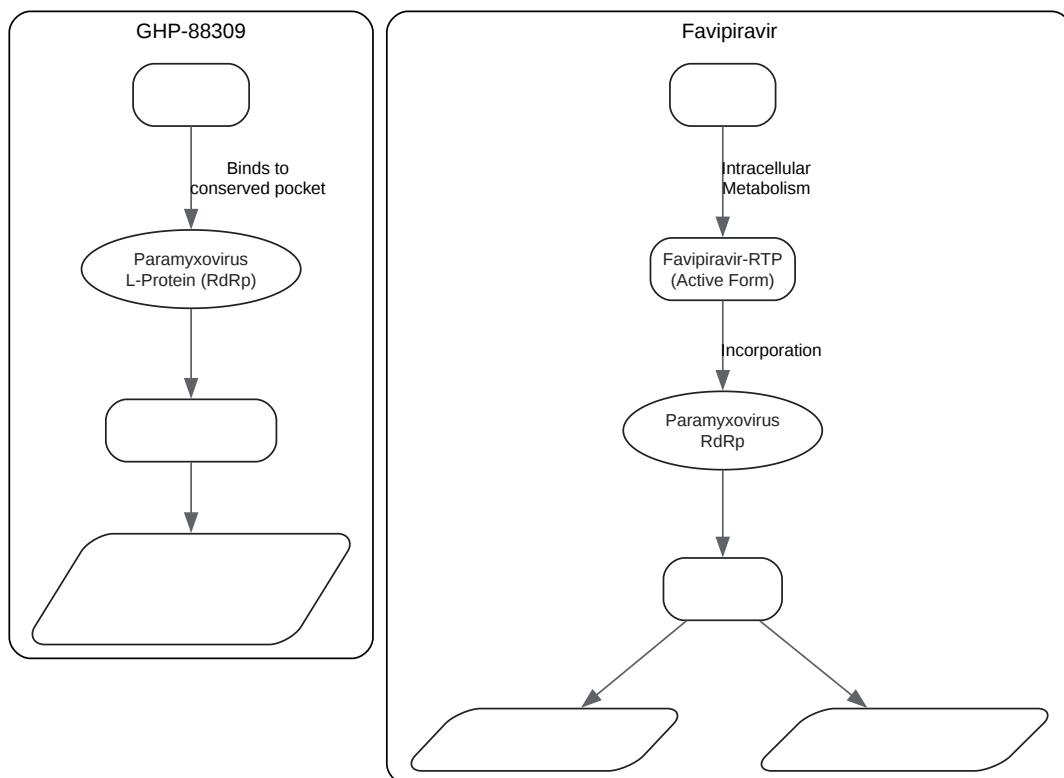 GHP-88309
Binds to
conserved pocket
Paramyxovirus
L-Protein (RdRp)
Favipiravir
Intracellular
Metabolism
Favipiravir-RTP
(Active Form)
Incorporation
Paramyxovirus
RdRp